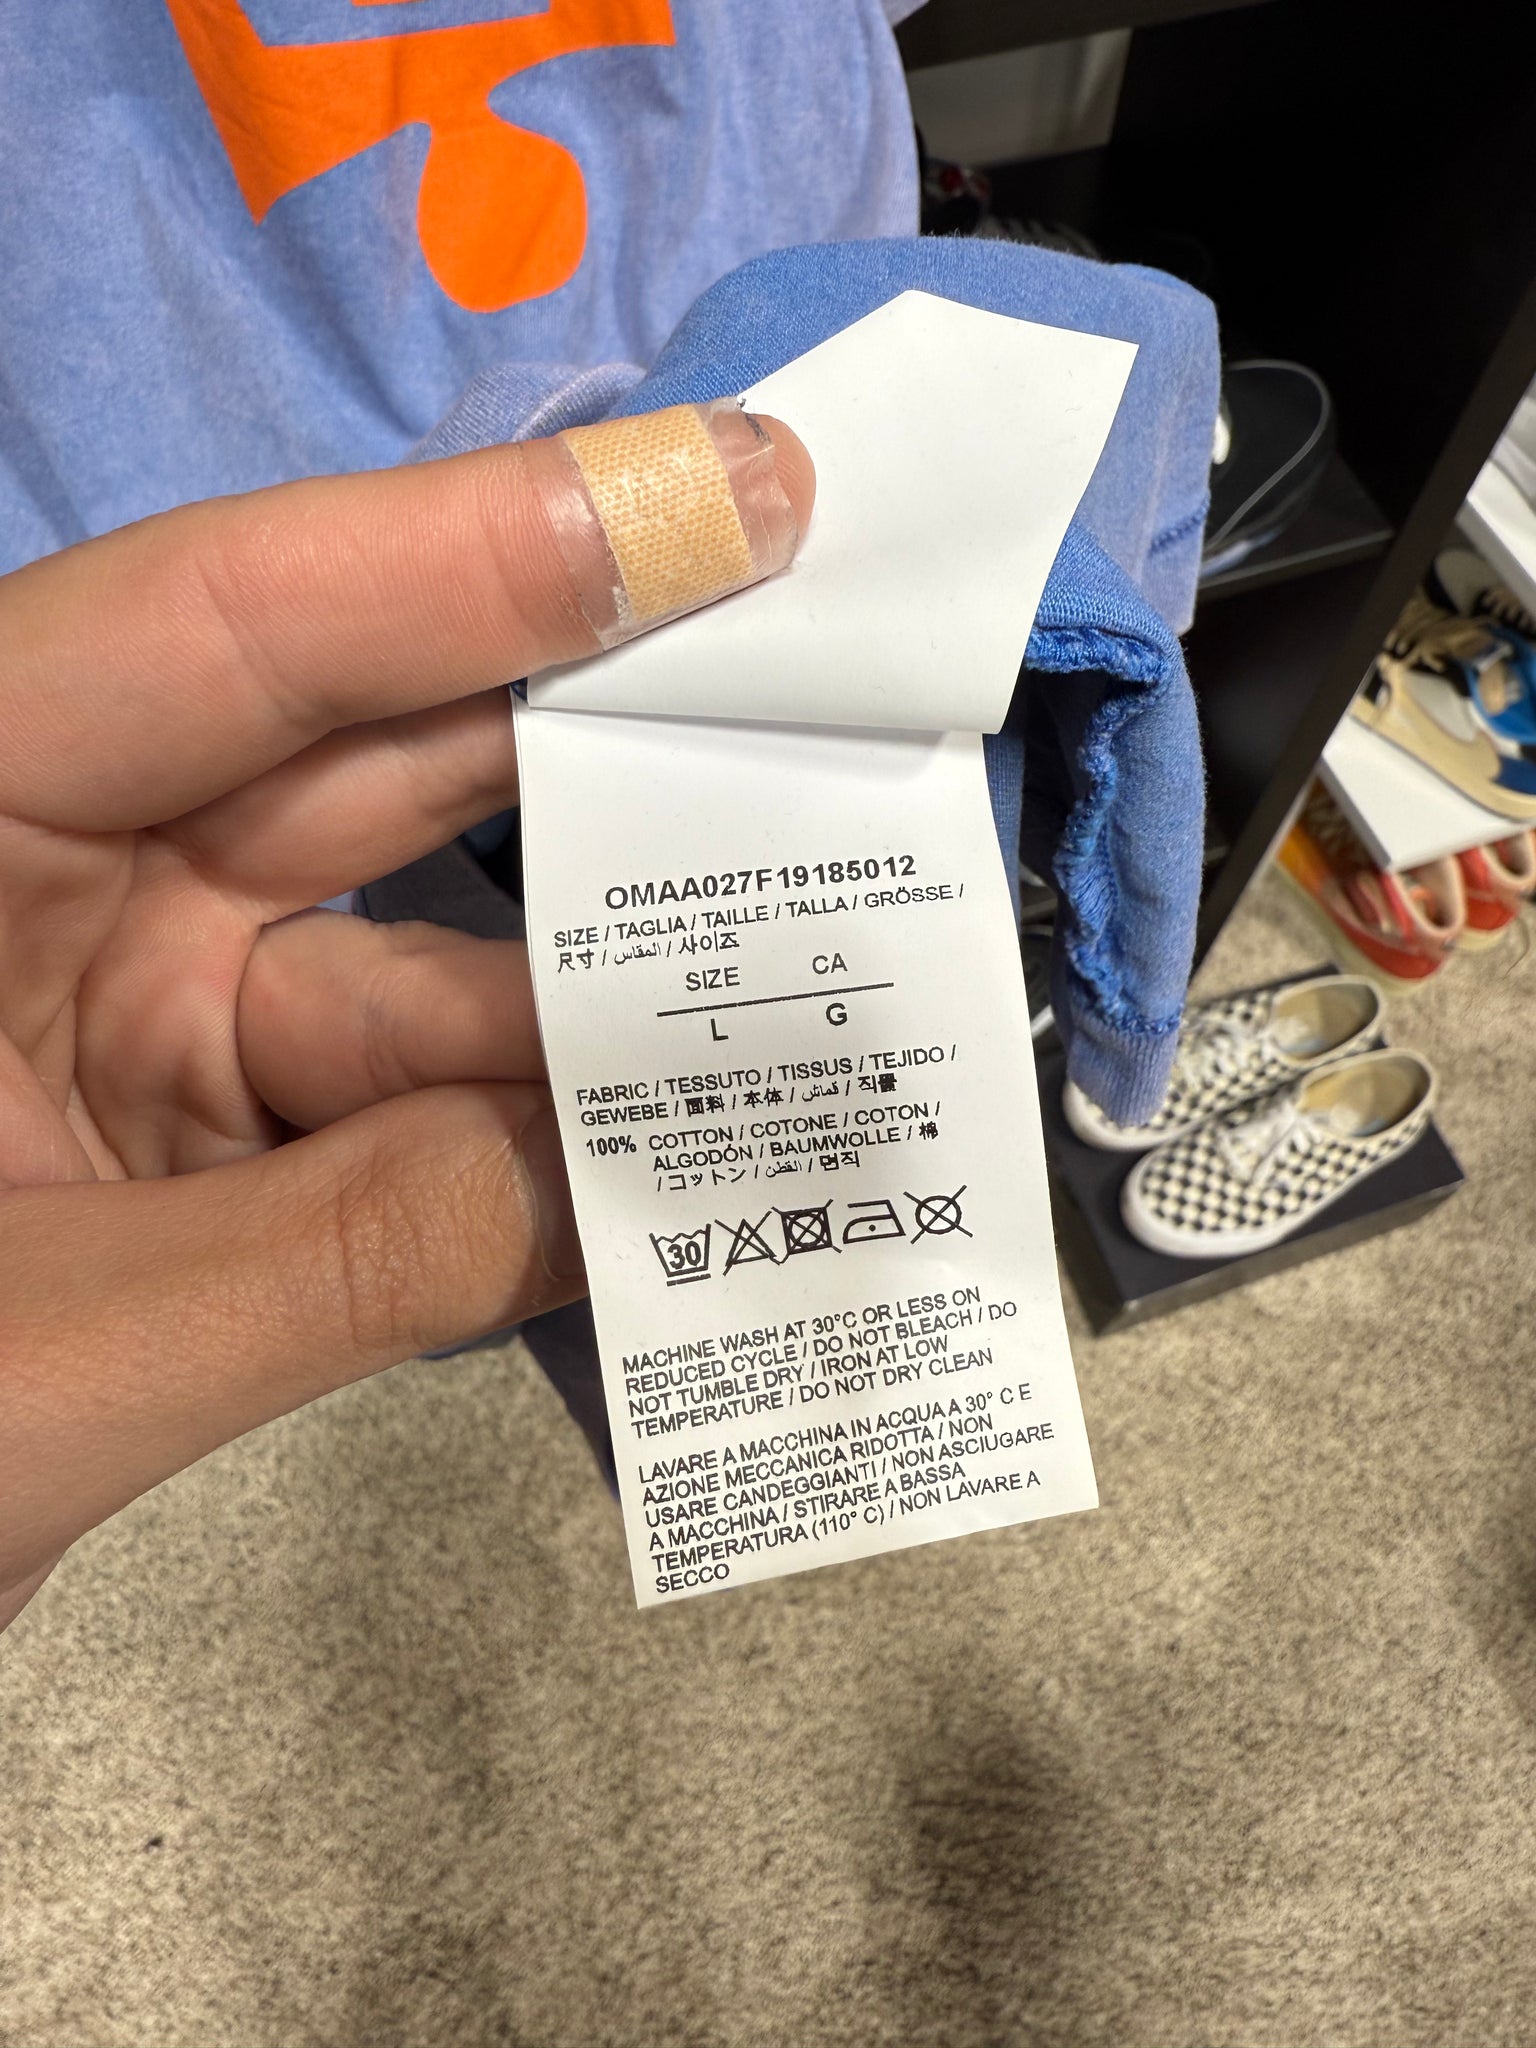 OMAA027F19185012
SIZE / TAGLIA / TAILLE / TALLA / GRÖSSE /
尺寸 / المقاس / 사이즈
SIZE CA
L G
FABRIC / TESSUTO / TISSUS / TEJIDO /
GEWEBE / 面料 / 本体 / قماش / 직물
100% COTTON / COTONE / COTON /
ALGODÓN / BAUMWOLLE / 棉
/ コットン / القطن / 면직
30
MACHINE WASH AT 30°C OR LESS ON
REDUCED CYCLE / DO NOT BLEACH / DO
NOT TUMBLE DRY / IRON AT LOW
TEMPERATURE / DO NOT DRY CLEAN
LAVARE A MACCHINA IN ACQUA A 30° C E
AZIONE MECCANICA RIDOTTA / NON
USARE CANDEGGIANTI / NON ASCIUGARE
A MACCHINA / STIRARE A BASSA
TEMPERATURA (110° C) / NON LAVARE A
SECCO